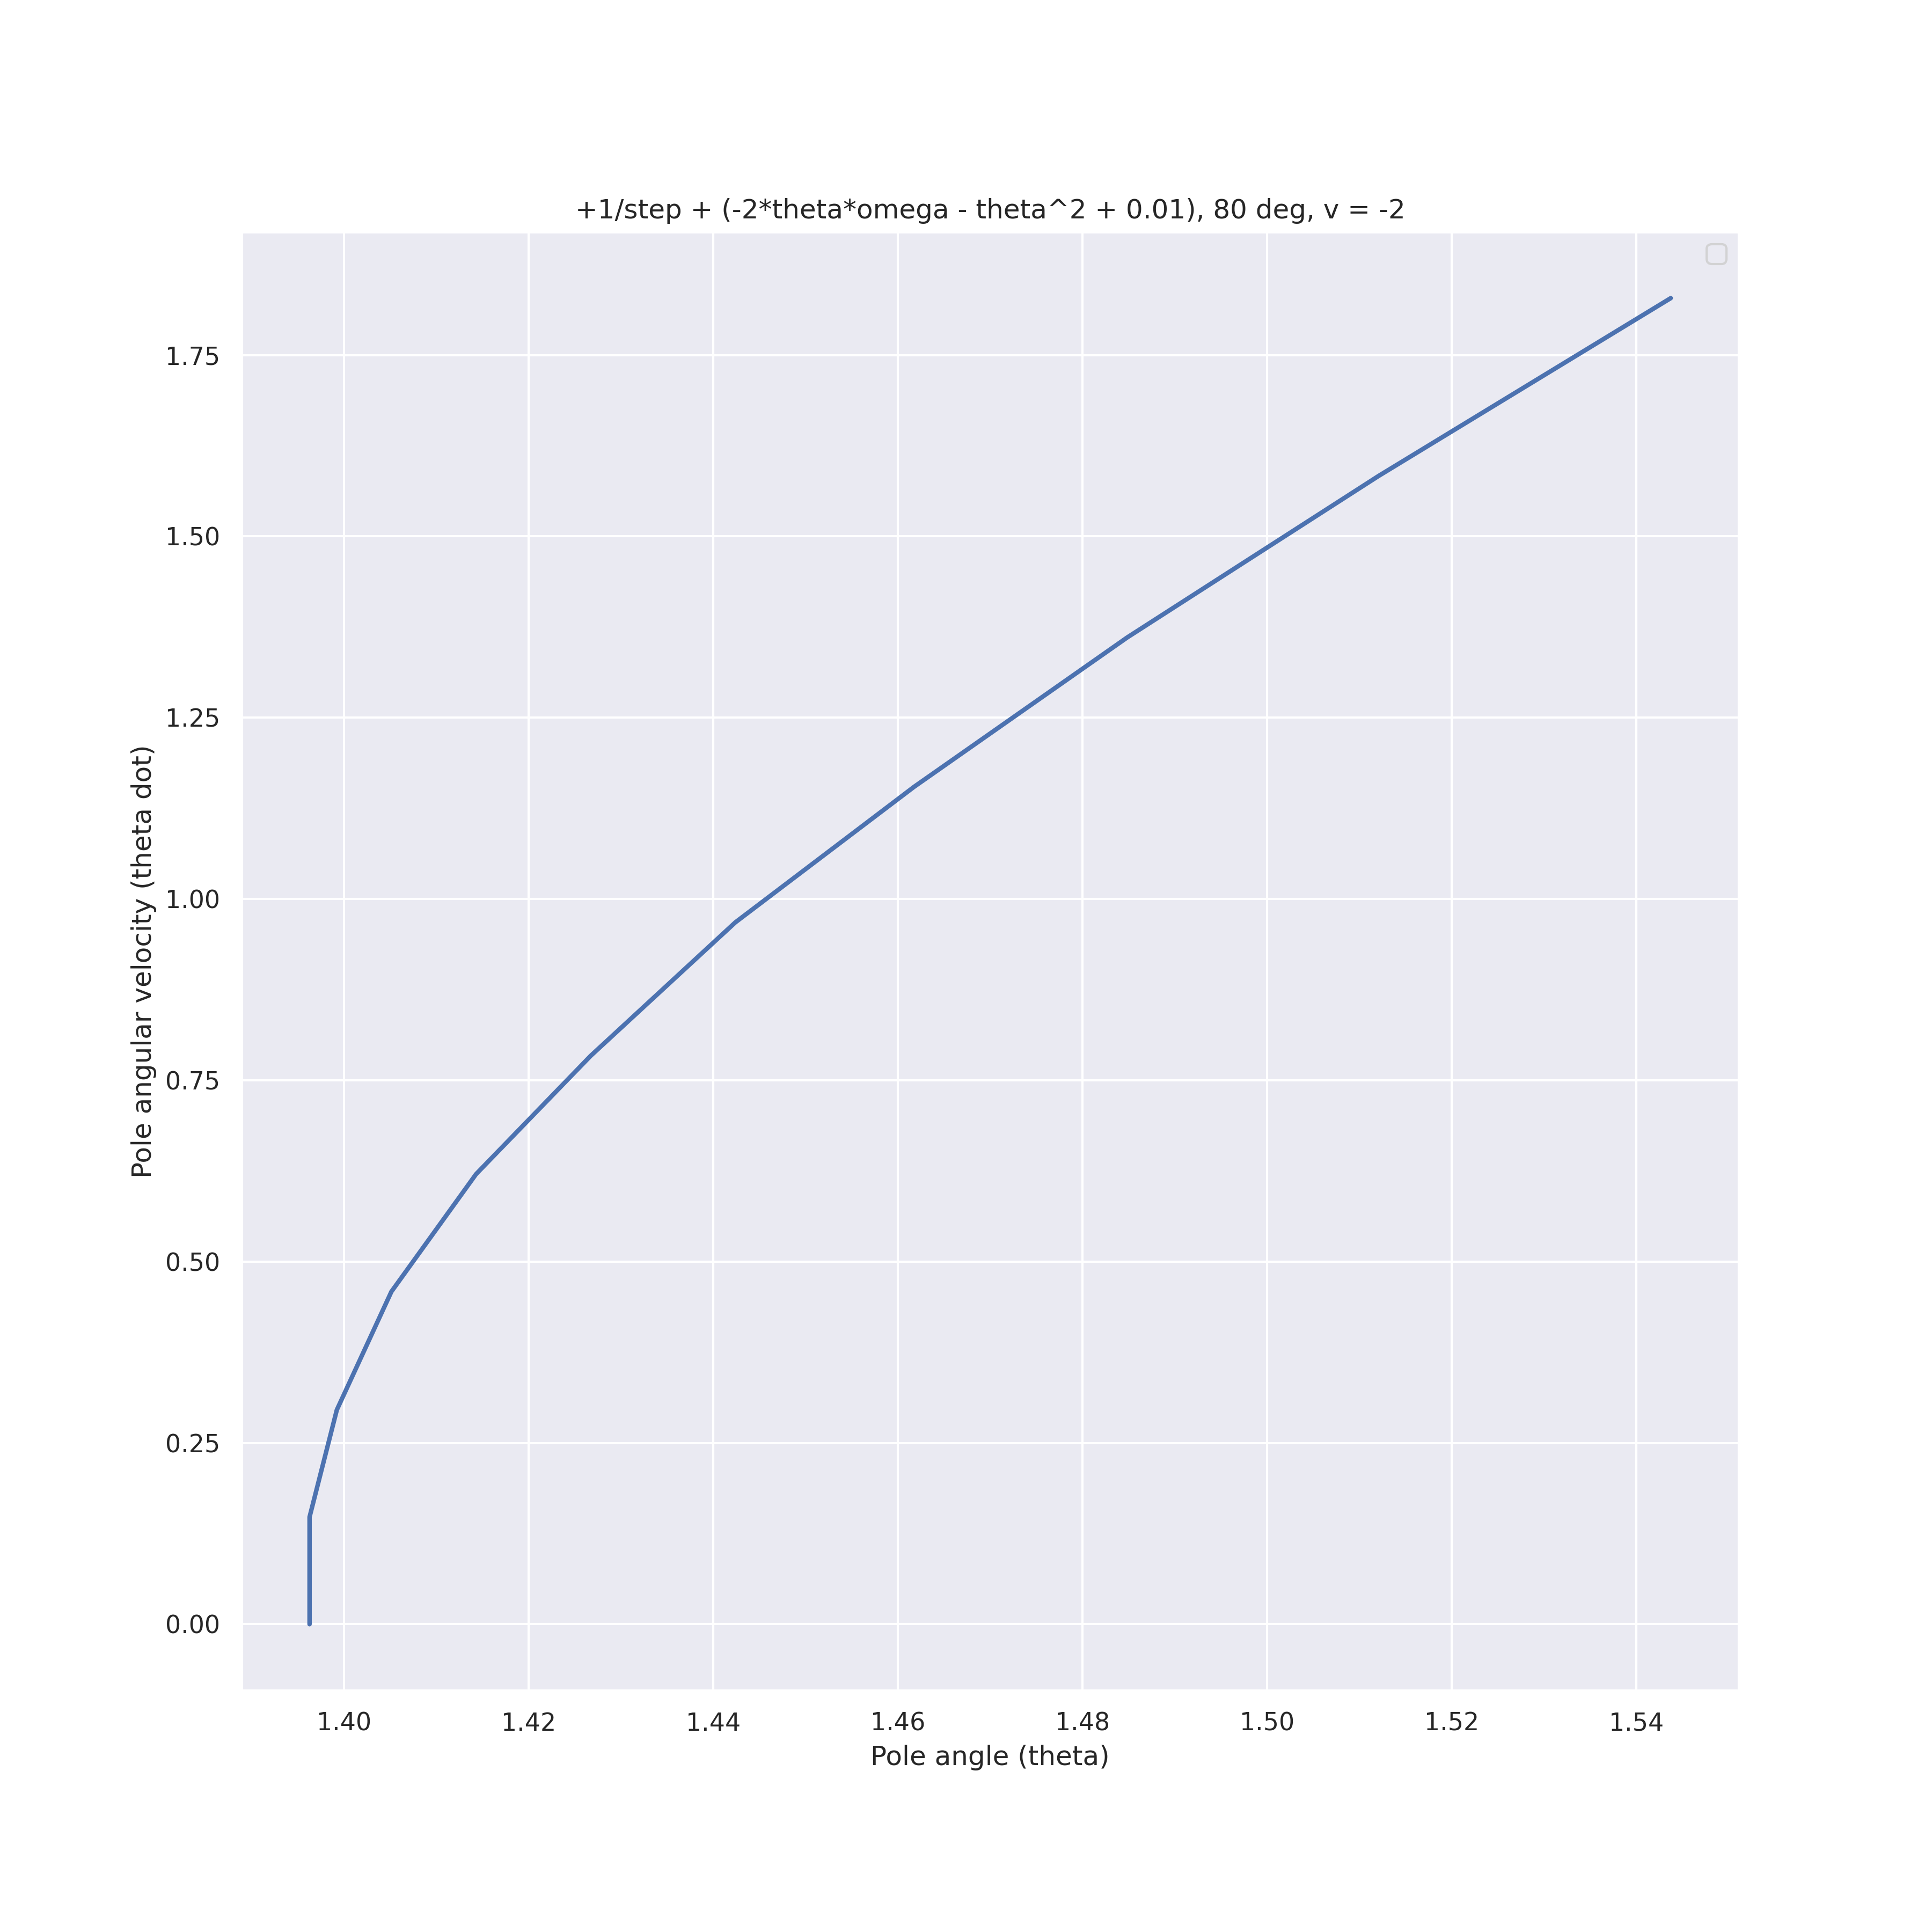 +1/step + (-2*theta*omega - theta^2 + 0.01), 80 deg, v = -2
Pole angular velocity (theta dot)
1.75
1.50
1.25
1.00
0.75
0.50
0.25
0.00
1.40 1.42 1.44 1.46 1.48 1.50 1.52 1.54
Pole angle (theta)